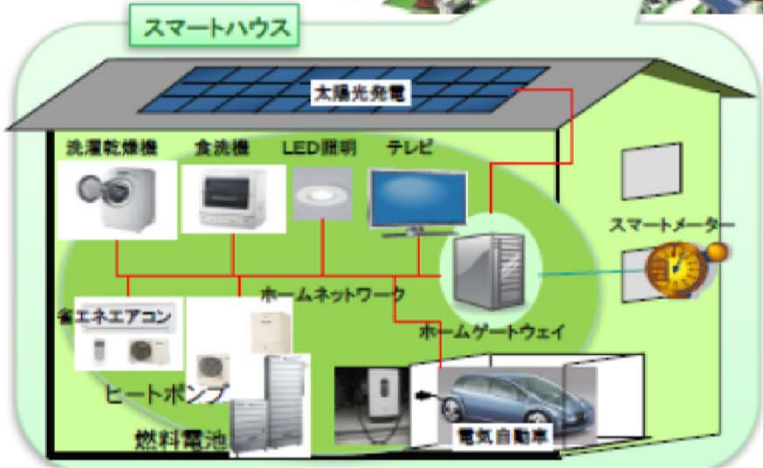 スマートハウス
太陽光発電
洗濯乾燥機
食洗機
LED照明
テレビ
スマートメーター
ホームネットワーク
省エネエアコン
ホームゲートウェイ
ヒートポンプ
燃料電池
電気自動車